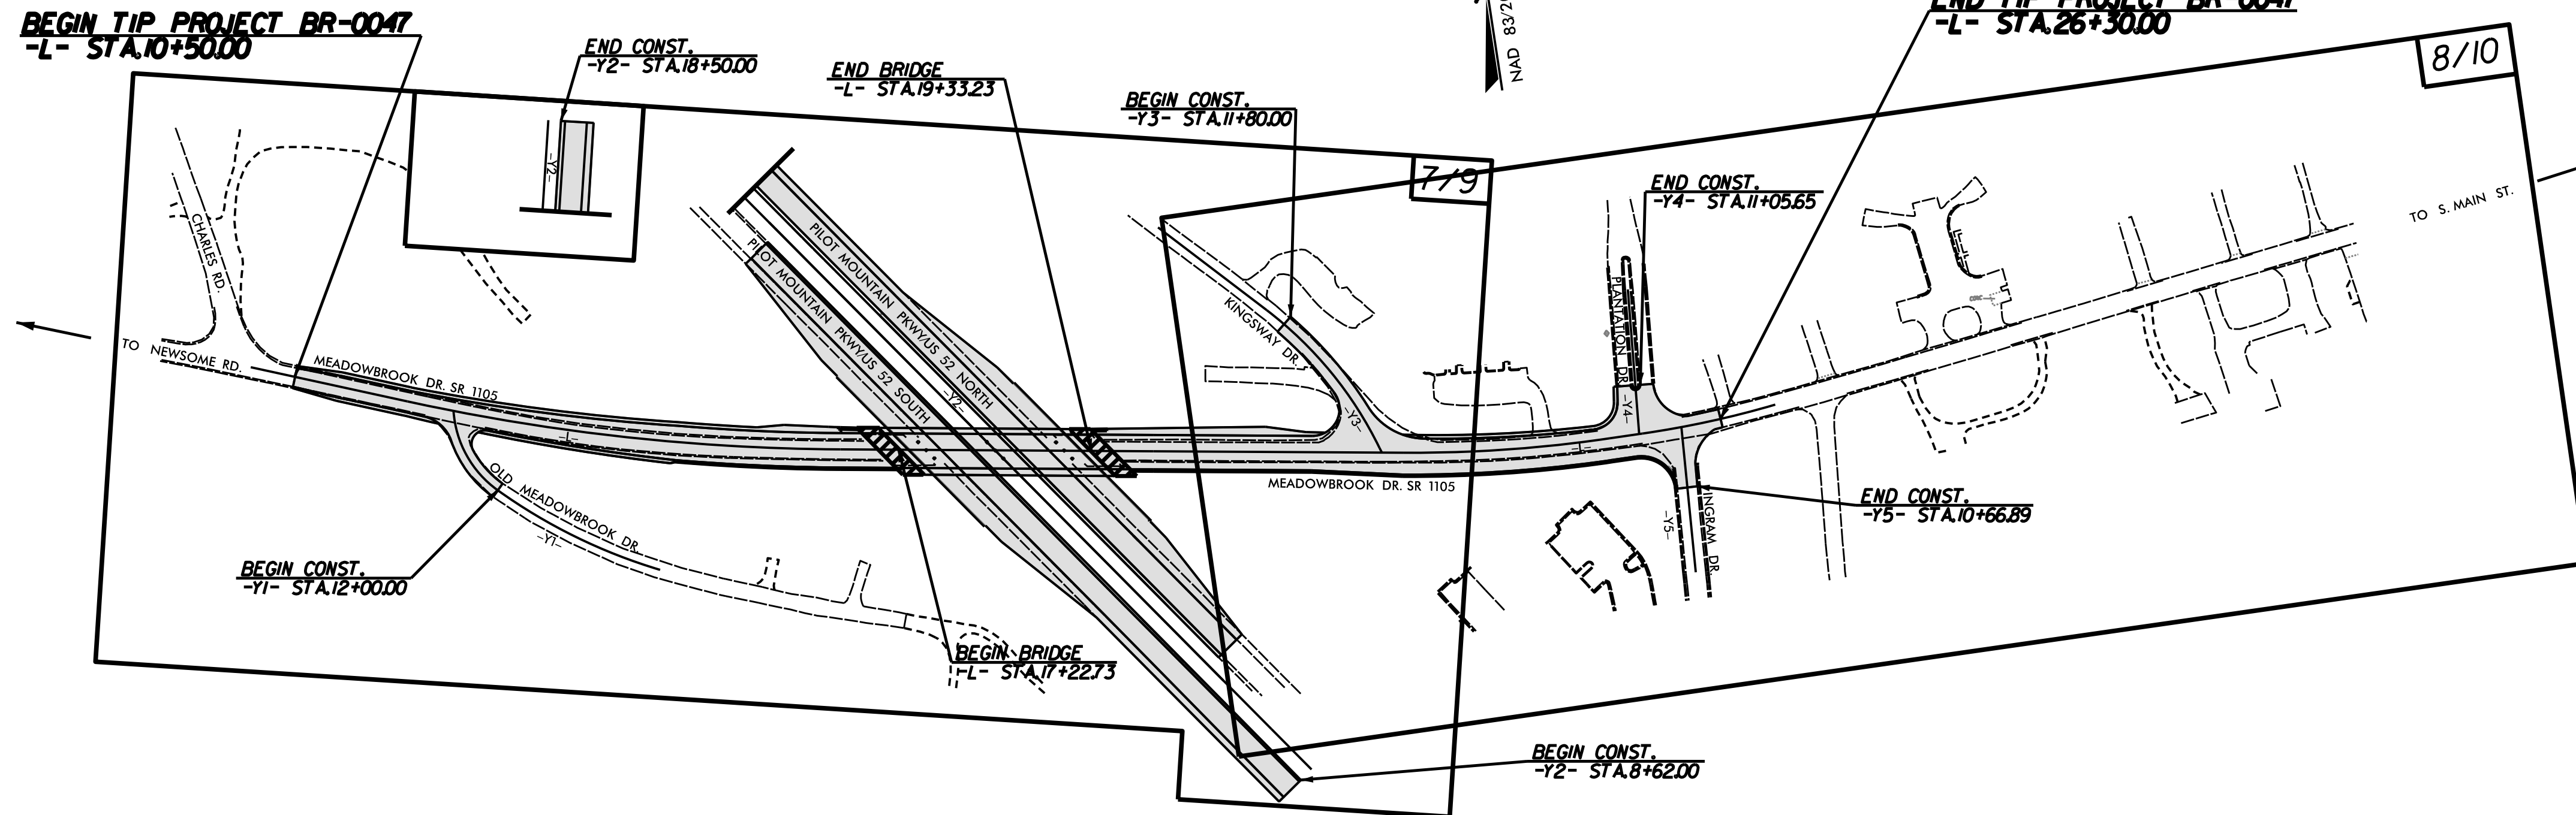 BEGIN TIP PROJECT BR-0047
-L- STA.10+50.00
END CONST.
-Y2- STA.18+50.00
END BRIDGE
-L- STA.19+33.23
BEGIN CONST.
-Y3- STA.11+80.00
NAD 83/2
END TIP PROJECT BR-0047
-L- STA.26+30.00
8/10
7/9
-Y2-
END CONST.
-Y4- STA.11+05.65
TO S. MAIN ST.
CHARLES RD.
PILOT MOUNTAIN PKWY/US 52 NORTH
PILOT MOUNTAIN PKWY/US 52 SOUTH
-Y2-
KINGSWAY DR.
-Y3-
PLANTATION DR.
-Y4-
TO NEWSOME RD.
MEADOWBROOK DR. SR 1105
-L-
-L-
MEADOWBROOK DR. SR 1105
OLD MEADOWBROOK DR.
-Y1-
INGRAM DR.
-Y5-
END CONST.
-Y5- STA.10+66.89
BEGIN CONST.
-Y1- STA.12+00.00
BEGIN BRIDGE
-L- STA.17+22.73
BEGIN CONST.
-Y2- STA.8+62.00